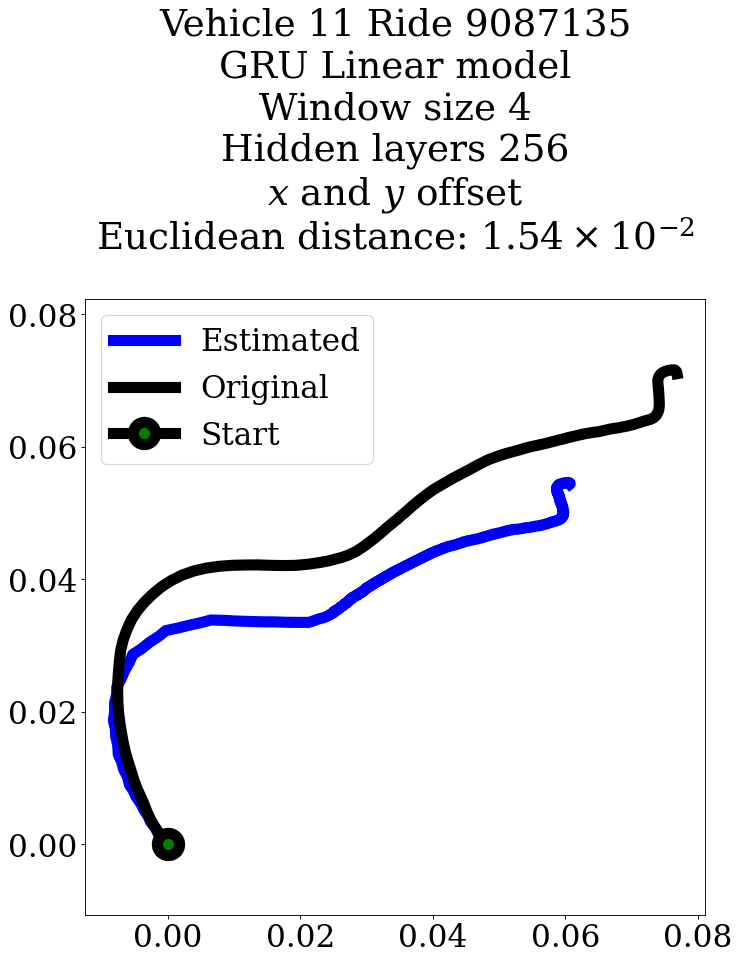 Vehicle 11 Ride 9087135
GRU Linear model
Window size 4
Hidden layers 256
x and y offset
Euclidean distance: 1.54 × 10⁻²
Estimated
Original
Start
0.08
0.06
0.04
0.02
0.00
0.00 0.02 0.04 0.06 0.08